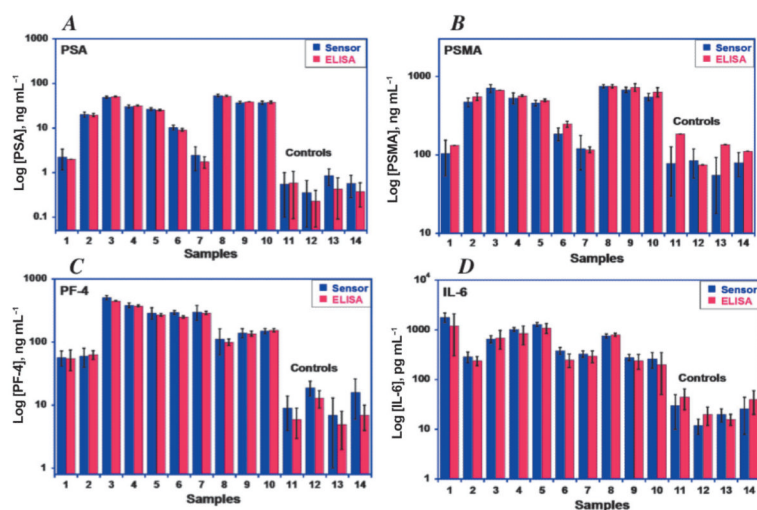 A
PSA
Sensor
ELISA
Log [PSA], ng mL⁻¹
1000
100
10
1
0.1
Controls
1 2 3 4 5 6 7 8 9 10 11 12 13 14
Samples
B
PSMA
Sensor
ELISA
Log [PSMA], ng mL⁻¹
1000
100
10
Controls
1 2 3 4 5 6 7 8 9 10 11 12 13 14
Samples
C
PF-4
Sensor
ELISA
Log [PF-4], ng mL⁻¹
1000
100
10
1
Controls
1 2 3 4 5 6 7 8 9 10 11 12 13 14
Samples
D
IL-6
Sensor
ELISA
Log [IL-6], pg mL⁻¹
10⁴
1000
100
10
1
Controls
1 2 3 4 5 6 7 8 9 10 11 12 13 14
Samples